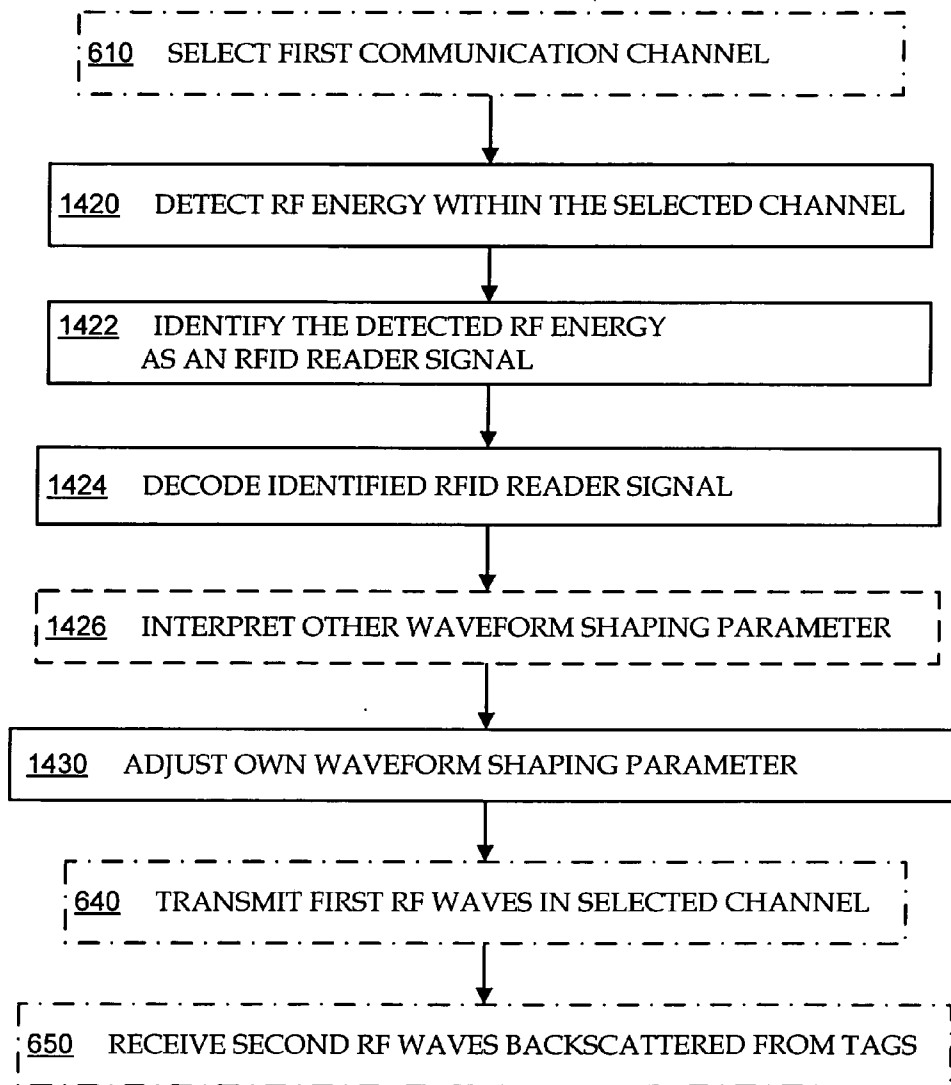 610 SELECT FIRST COMMUNICATION CHANNEL
1420 DETECT RF ENERGY WITHIN THE SELECTED CHANNEL
1422 IDENTIFY THE DETECTED RF ENERGY
AS AN RFID READER SIGNAL
1424 DECODE IDENTIFIED RFID READER SIGNAL
1426 INTERPRET OTHER WAVEFORM SHAPING PARAMETER
1430 ADJUST OWN WAVEFORM SHAPING PARAMETER
640 TRANSMIT FIRST RF WAVES IN SELECTED CHANNEL
650 RECEIVE SECOND RF WAVES BACKSCATTERED FROM TAGS